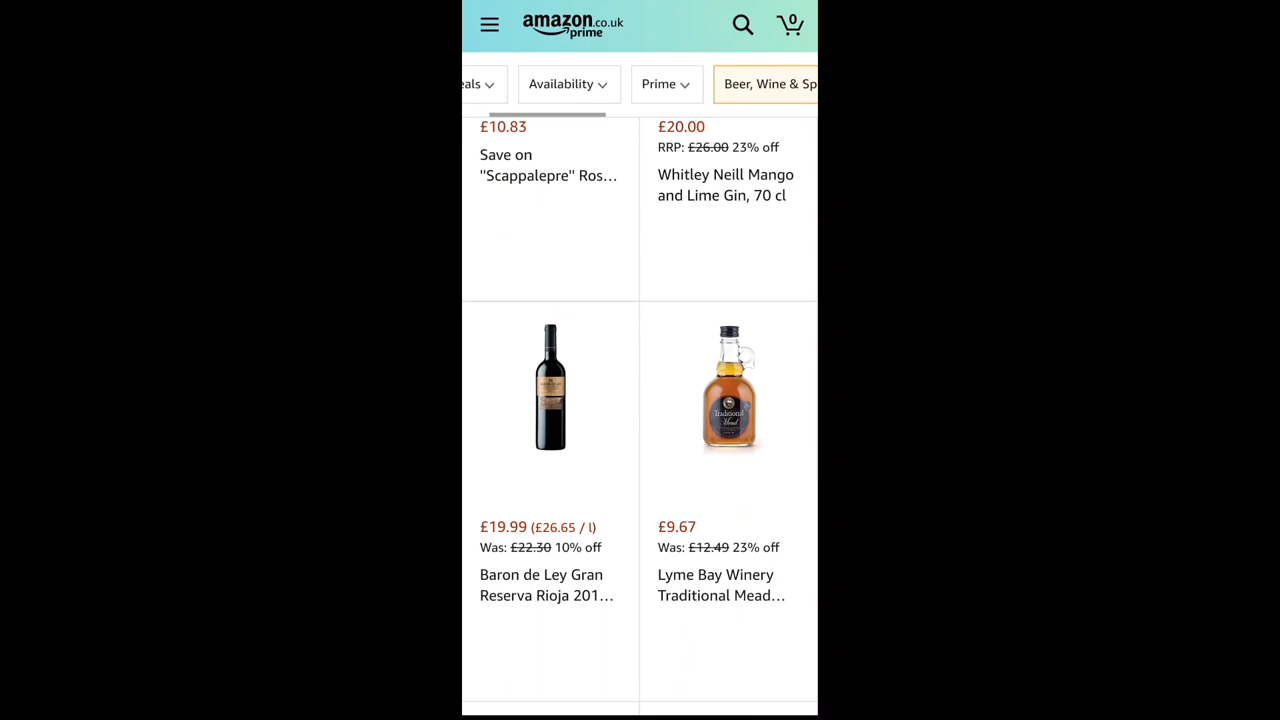 amazon.co.uk
prime
0
eals
Availability
Prime
Beer, Wine & Sp
£10.83
Save on
"Scappalepre" Ros…
£20.00
RRP: £26.00 23% off
Whitley Neill Mango
and Lime Gin, 70 cl
Traditional
Mead
£19.99 (£26.65 / l)
Was: £22.30 10% off
Baron de Ley Gran
Reserva Rioja 201…
£9.67
Was: £12.49 23% off
Lyme Bay Winery
Traditional Mead…